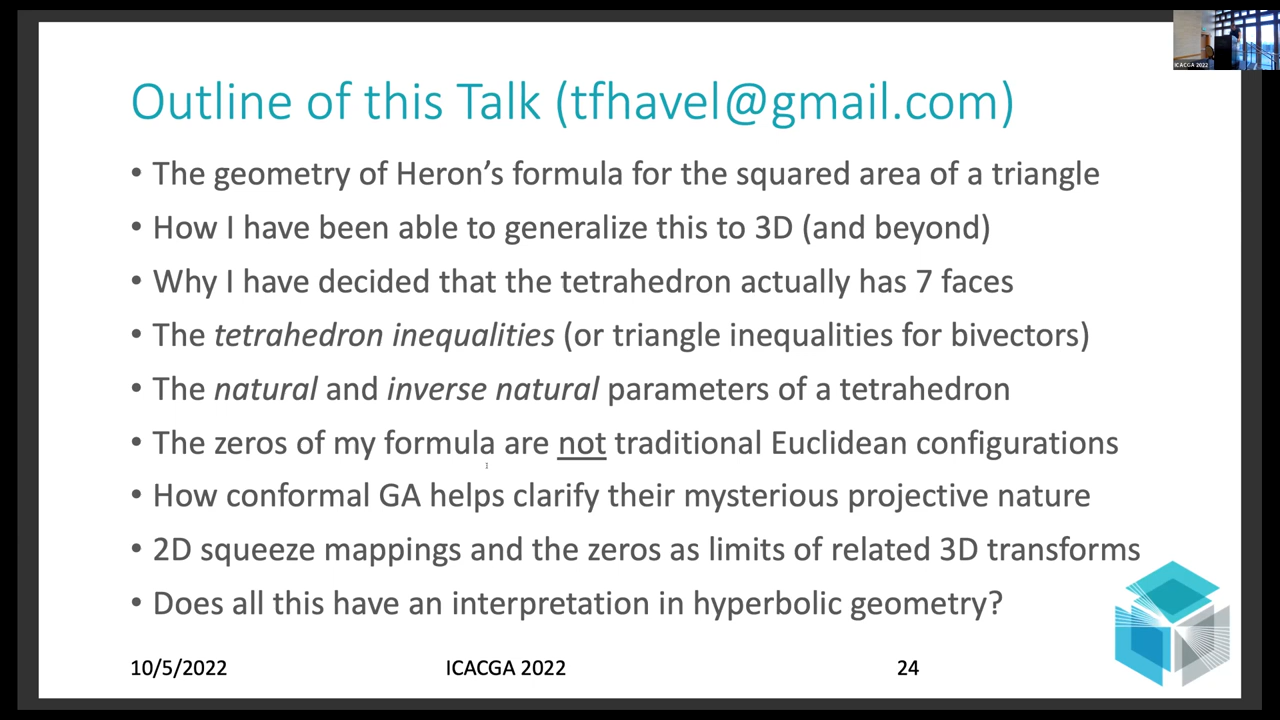 Outline of this Talk (tfhavel@gmail.com)
• The geometry of Heron’s formula for the squared area of a triangle
• How I have been able to generalize this to 3D (and beyond)
• Why I have decided that the tetrahedron actually has 7 faces
• The tetrahedron inequalities (or triangle inequalities for bivectors)
• The natural and inverse natural parameters of a tetrahedron
• The zeros of my formula are not traditional Euclidean configurations
• How conformal GA helps clarify their mysterious projective nature
• 2D squeeze mappings and the zeros as limits of related 3D transforms
• Does all this have an interpretation in hyperbolic geometry?
10/5/2022 ICACGA 2022 24
ICACGA 2022